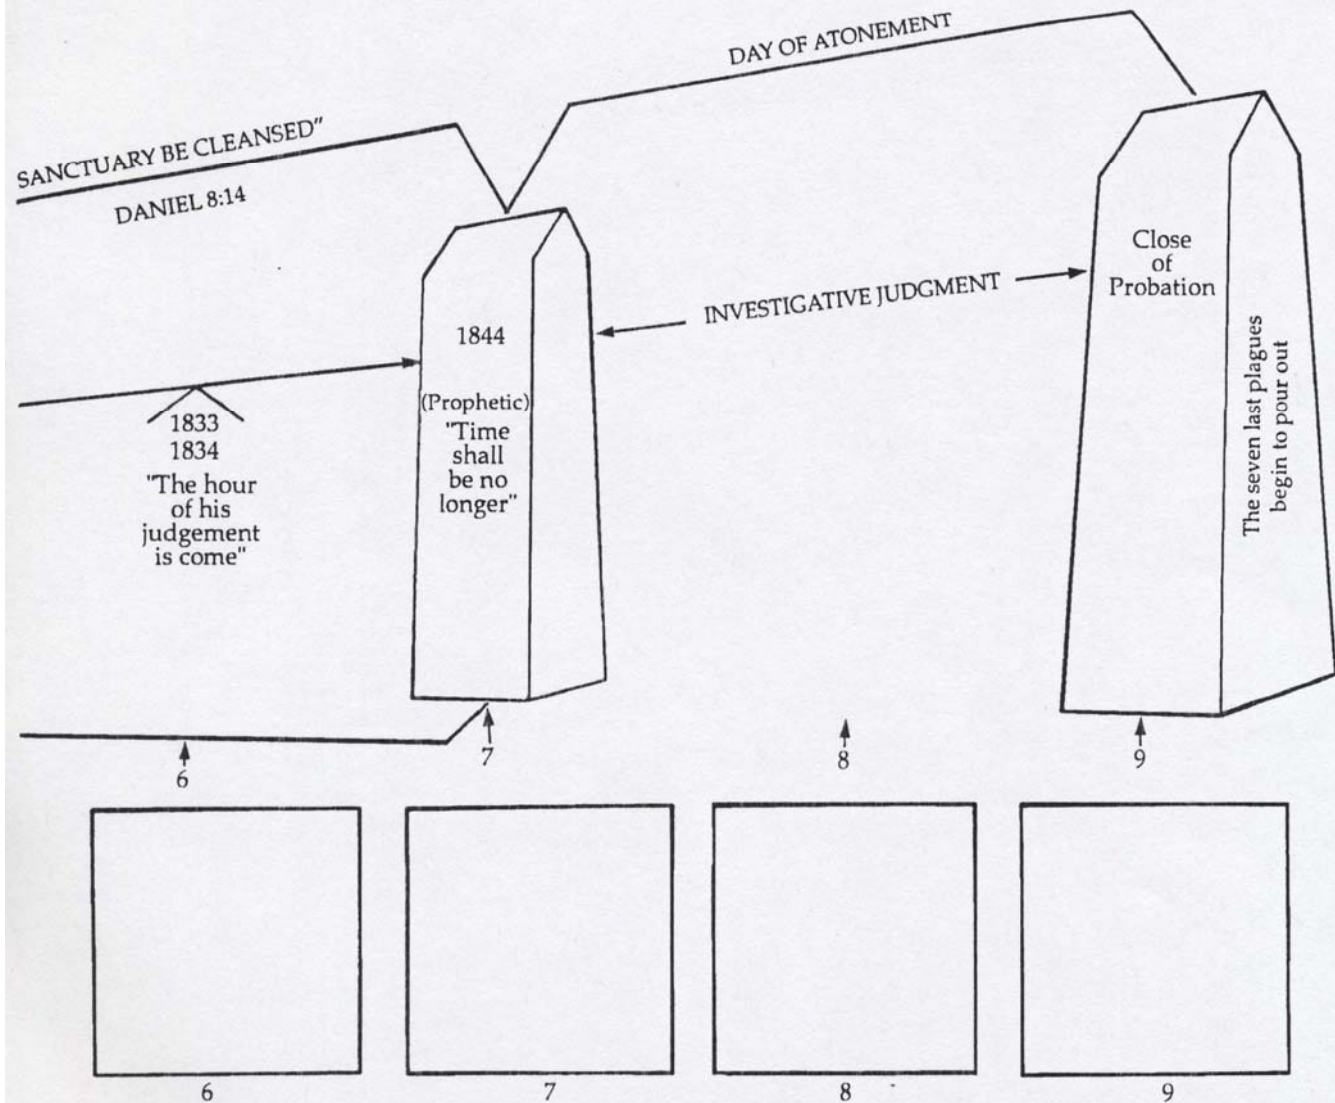 DAY OF ATONEMENT
SANCTUARY BE CLEANSED"
DANIEL 8:14
INVESTIGATIVE JUDGMENT
1833
1834
"The hour
of his
judgement
is come"
1844
(Prophetic)
"Time
shall
be no
longer"
Close
of
Probation
The seven last plagues
begin to pour out
6
7
8
9
6
7
8
9